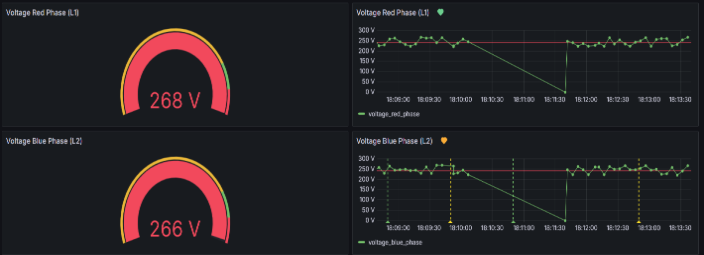 Voltage Red Phase (L1)
268 V
Voltage Red Phase (L1)
300 V
250 V
200 V
150 V
100 V
50 V
0 V
18:09:00 18:09:30 18:10:00 18:10:30 18:11:00 18:11:30 18:12:00 18:12:30 18:13:00 18:13:30
voltage_red_phase
Voltage Blue Phase (L2)
266 V
Voltage Blue Phase (L2)
300 V
250 V
200 V
150 V
100 V
50 V
0 V
18:09:00 18:09:30 18:10:00 18:10:30 18:11:00 18:11:30 18:12:00 18:12:30 18:13:00 18:13:30
voltage_blue_phase